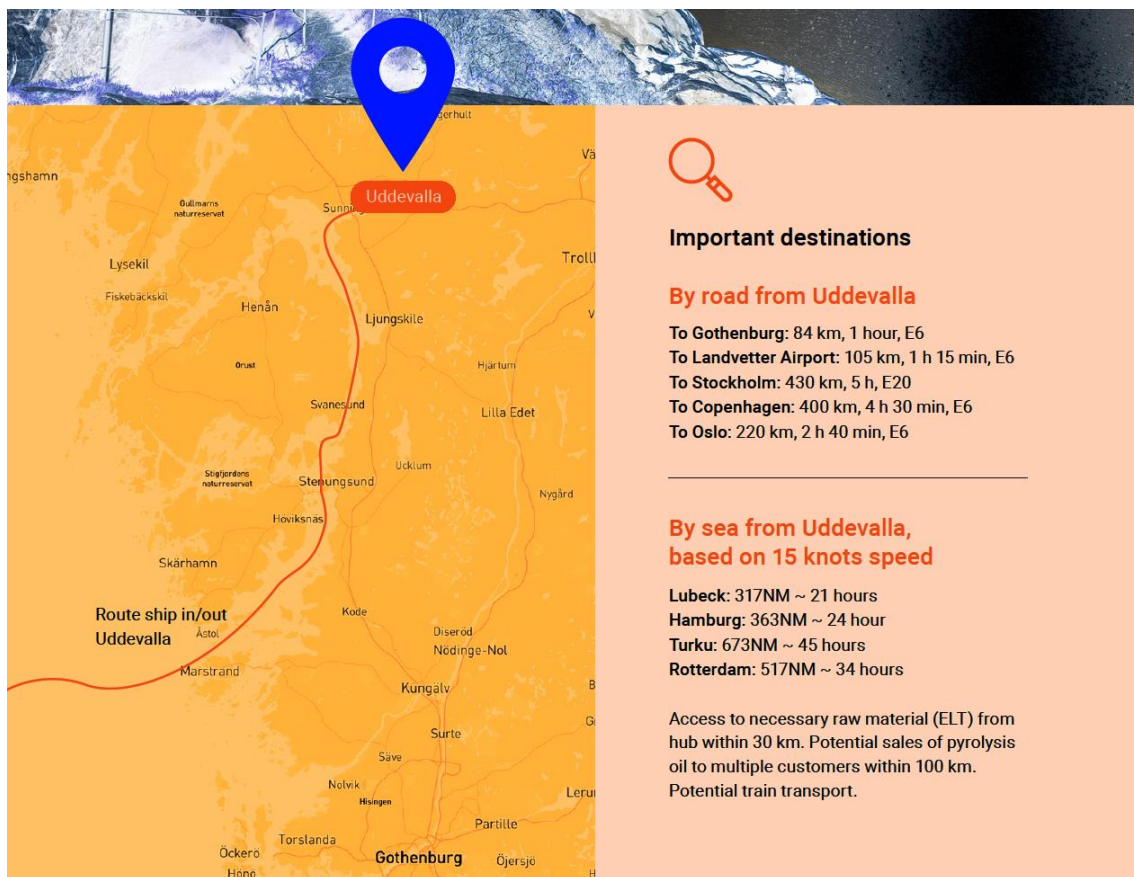 gerhult
Vä
ngshamn
Uddevalla
Gullmarns
naturreservat
Lysekil
Trollh
Fiskebäckskil
Henån
Ljungskile
V
Orust
Hjärtum
Svanesund
Lilla Edet
Stigfjordens
naturreservat
Ucklum
Stenungsund
Nygård
Höviksnäs
Skärhamn
Route ship in/out
Uddevalla
Åstol
Kode
Diseröd
Nödinge-Nol
Marstrand
Kungälv
Surte
Säve
Nolvik
Hisingen
Lerum
Partille
Torslanda
Öckerö
Gothenburg
Öjersjö
Hönö
Important destinations
By road from Uddevalla
To Gothenburg: 84 km, 1 hour, E6
To Landvetter Airport: 105 km, 1 h 15 min, E6
To Stockholm: 430 km, 5 h, E20
To Copenhagen: 400 km, 4 h 30 min, E6
To Oslo: 220 km, 2 h 40 min, E6
By sea from Uddevalla,
based on 15 knots speed
Lubeck: 317NM ~ 21 hours
Hamburg: 363NM ~ 24 hour
Turku: 673NM ~ 45 hours
Rotterdam: 517NM ~ 34 hours
Access to necessary raw material (ELT) from
hub within 30 km. Potential sales of pyrolysis
oil to multiple customers within 100 km.
Potential train transport.